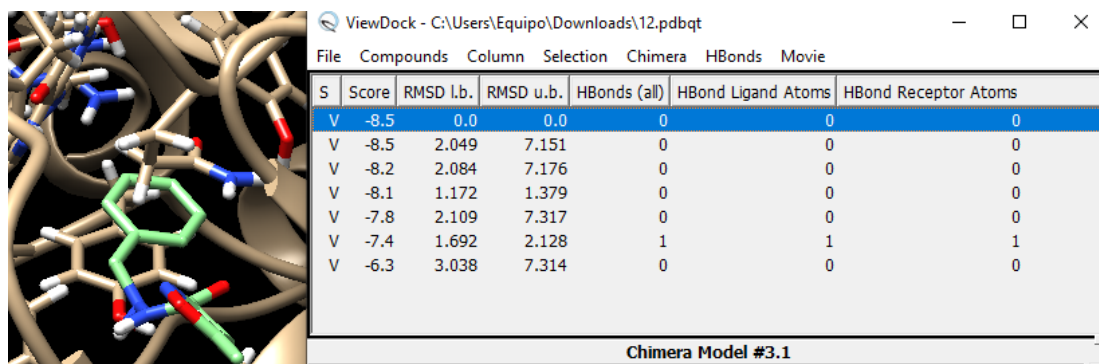 ViewDock - C:\Users\Equipo\Downloads\12.pdbqt
File Compounds Column Selection Chimera HBonds Movie
S Score RMSD l.b. RMSD u.b. HBonds (all) HBond Ligand Atoms HBond Receptor Atoms
V -8.5 0.0 0.0 0 0 0
V -8.5 2.049 7.151 0 0 0
V -8.2 2.084 7.176 0 0 0
V -8.1 1.172 1.379 0 0 0
V -7.8 2.109 7.317 0 0 0
V -7.4 1.692 2.128 1 1 1
V -6.3 3.038 7.314 0 0 0
Chimera Model #3.1